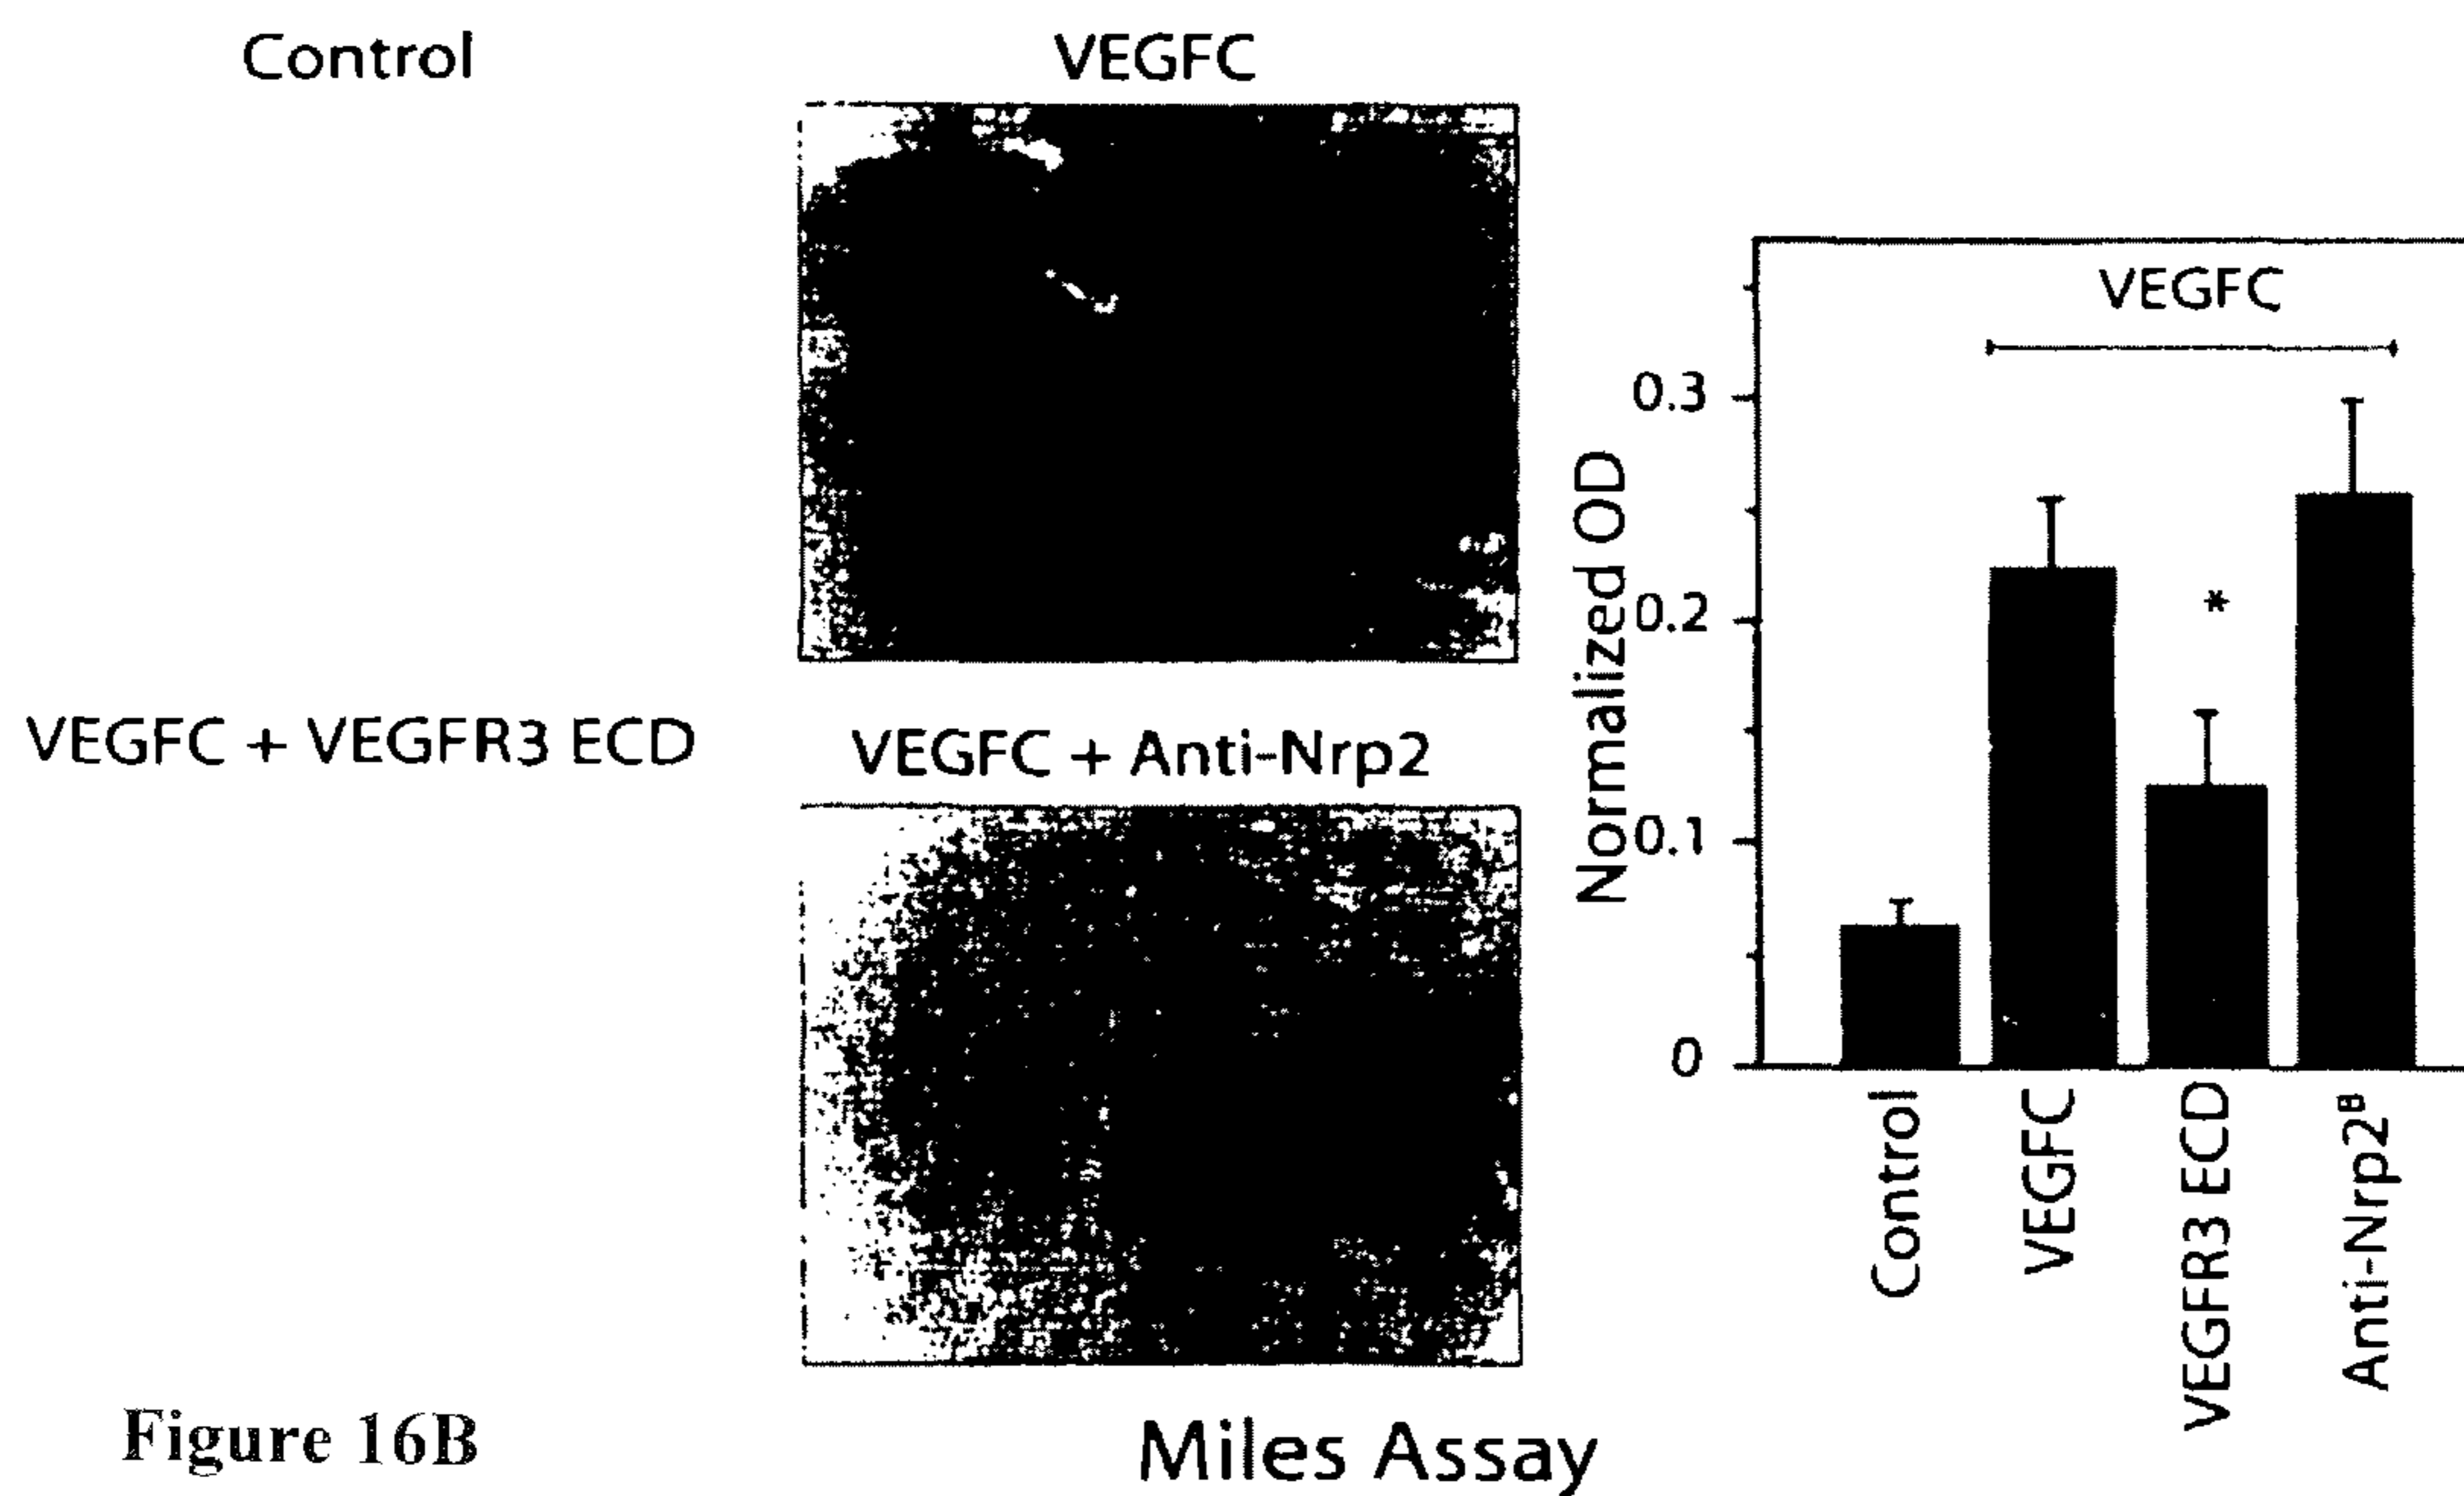 Control
VEGFC
VEGFC + VEGFR3 ECD
VEGFC + Anti-Nrp2
VEGFC
Normalized OD
0.3
0.2
0.1
0
*
Control
VEGFC
VEGFR3 ECD
Anti-Nrp2ᴮ
Figure 16B
Miles Assay